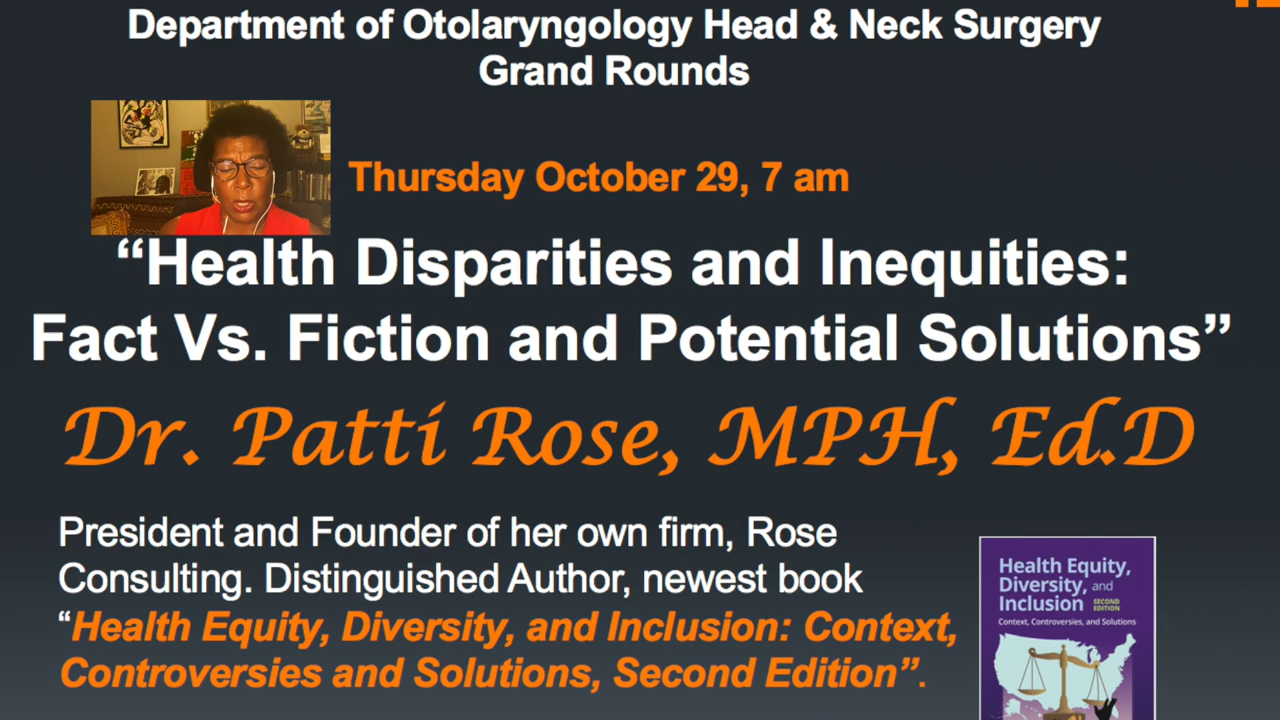 Department of Otolaryngology Head & Neck Surgery
Grand Rounds
Thursday October 29, 7 am
“Health Disparities and Inequities:
Fact Vs. Fiction and Potential Solutions”
Dr. Patti Rose, MPH, Ed.D
President and Founder of her own firm, Rose
Consulting. Distinguished Author, newest book
“Health Equity, Diversity, and Inclusion: Context,
Controversies and Solutions, Second Edition”.
Health Equity,
Diversity, and
Inclusion SECOND EDITION
Context, Controversies, and Solutions